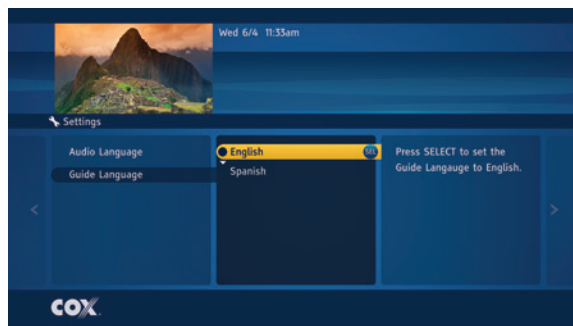 Wed 6/4 11:33am
Settings
Audio Language
Guide Language
English
SEL
Spanish
Press SELECT to set the
Guide Langauge to English.
COX